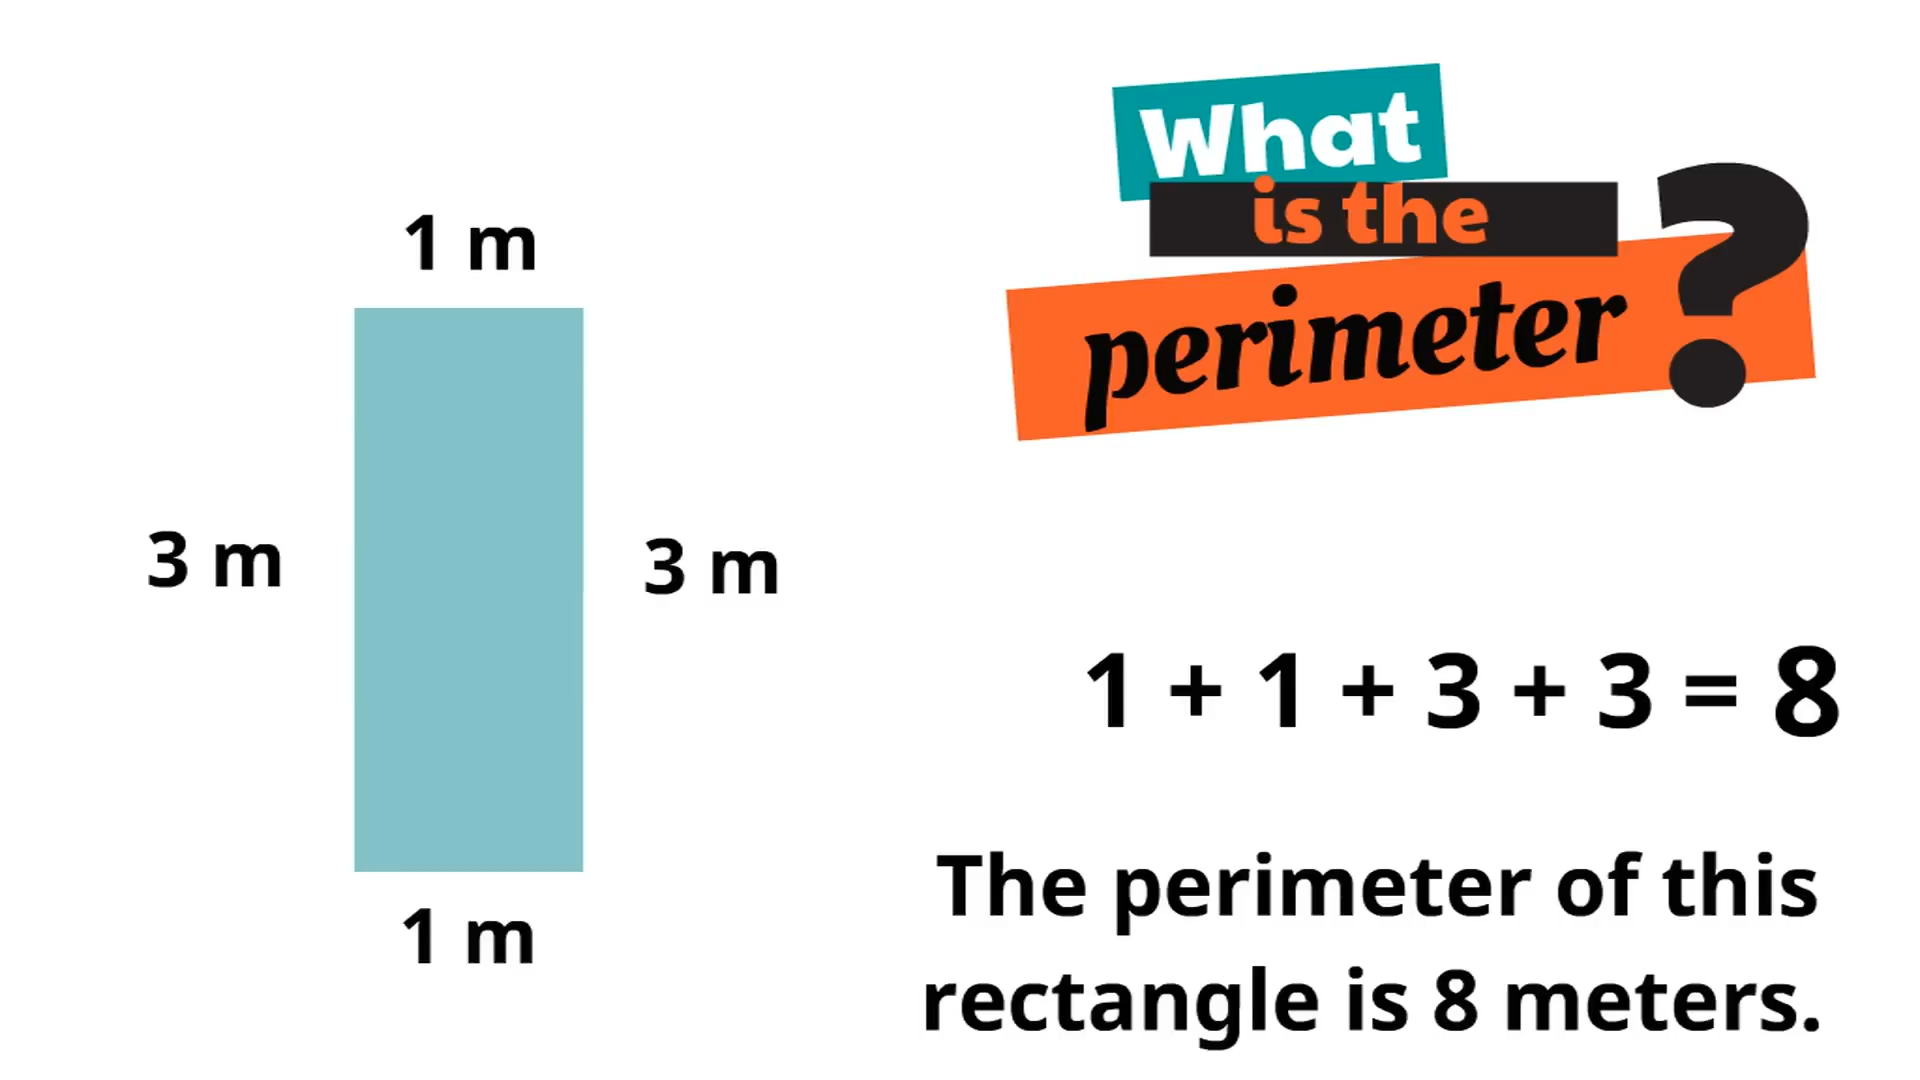 What
is the
perimeter ?
1 m
3 m
3 m
1 m
1 + 1 + 3 + 3 = 8
The perimeter of this
rectangle is 8 meters.